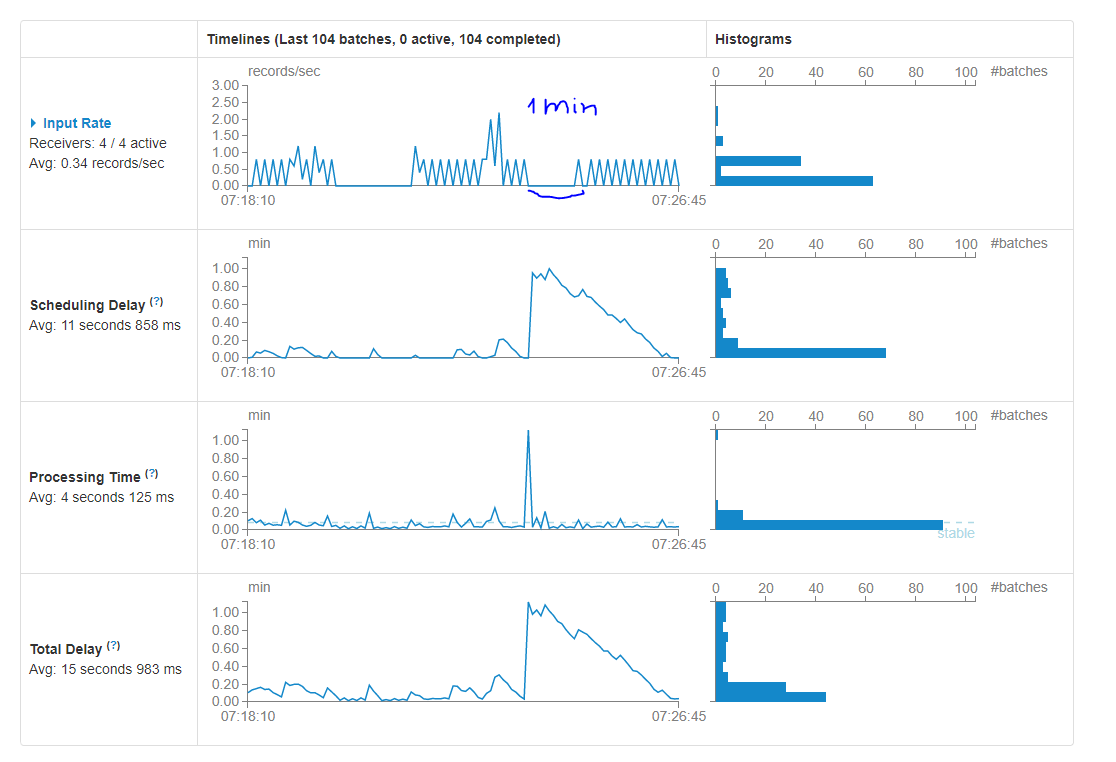 Timelines (Last 104 batches, 0 active, 104 completed)
Histograms
Input Rate
Receivers: 4 / 4 active
Avg: 0.34 records/sec
records/sec
3.00
2.50
2.00
1.50
1.00
0.50
0.00
07:18:10
07:26:45
1 min
0 20 40 60 80 100 #batches
Scheduling Delay (?)
Avg: 11 seconds 858 ms
min
1.00
0.80
0.60
0.40
0.20
0.00
07:18:10
07:26:45
0 20 40 60 80 100 #batches
Processing Time (?)
Avg: 4 seconds 125 ms
min
1.00
0.80
0.60
0.40
0.20
0.00
07:18:10
07:26:45
0 20 40 60 80 100 #batches
stable
Total Delay (?)
Avg: 15 seconds 983 ms
min
1.00
0.80
0.60
0.40
0.20
0.00
07:18:10
07:26:45
0 20 40 60 80 100 #batches